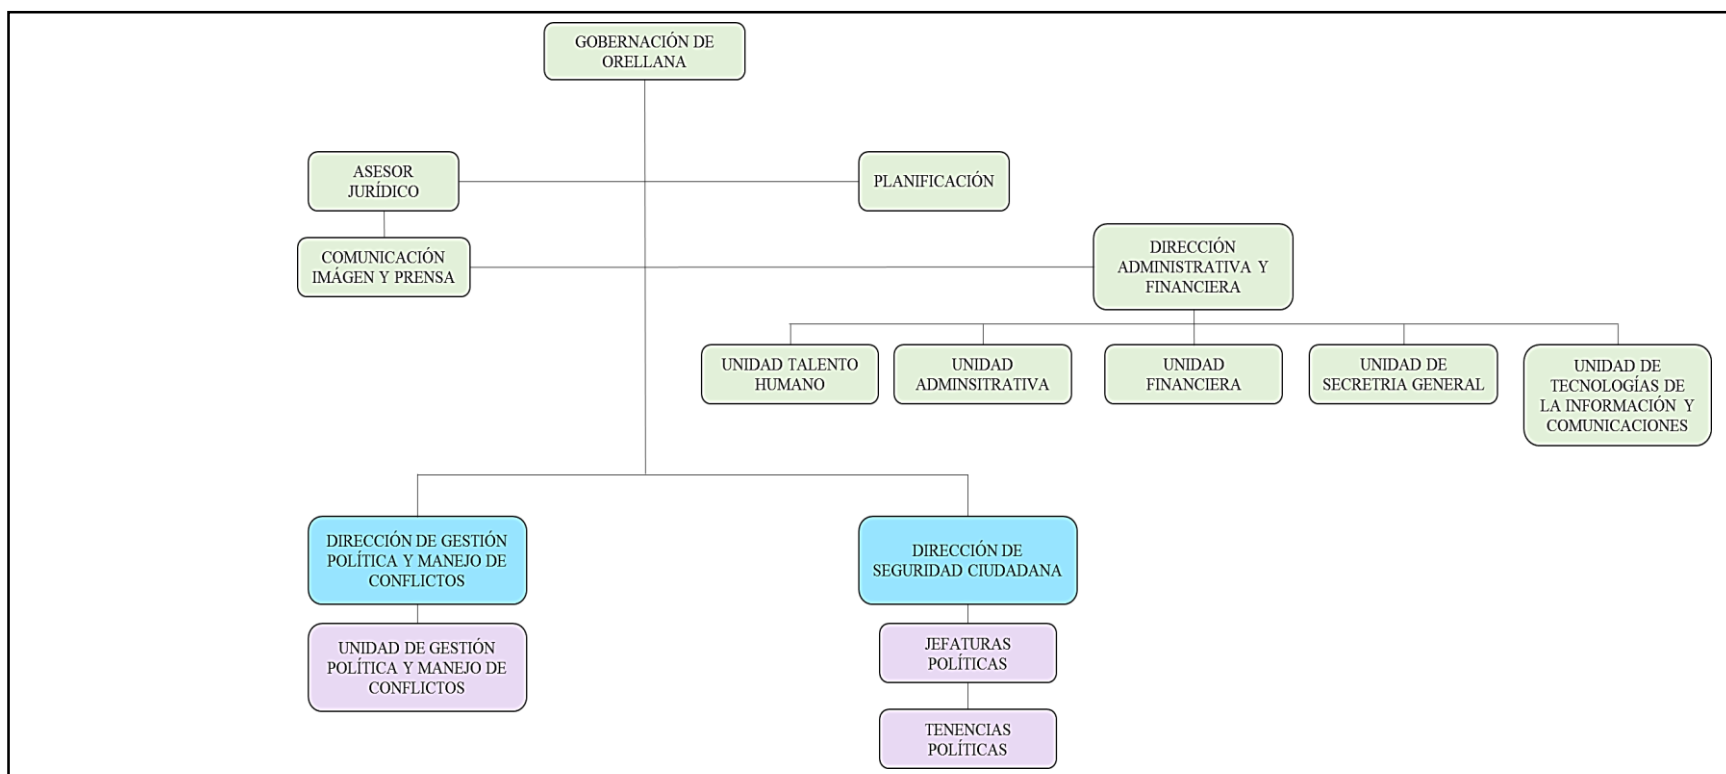 GOBERNACIÓN DE
ORELLANA
ASESOR
JURÍDICO
PLANIFICACIÓN
COMUNICACIÓN
IMÁGEN Y PRENSA
DIRECCIÓN
ADMINISTRATIVA Y
FINANCIERA
UNIDAD TALENTO
HUMANO
UNIDAD
ADMINSITRATIVA
UNIDAD
FINANCIERA
UNIDAD DE
SECRETRIA GENERAL
UNIDAD DE
TECNOLOGÍAS DE
LA INFORMACIÓN Y
COMUNICACIONES
DIRECCIÓN DE GESTIÓN
POLÍTICA Y MANEJO DE
CONFLICTOS
DIRECCIÓN DE
SEGURIDAD CIUDADANA
UNIDAD DE GESTIÓN
POLÍTICA Y MANEJO DE
CONFLICTOS
JEFATURAS
POLÍTICAS
TENENCIAS
POLÍTICAS